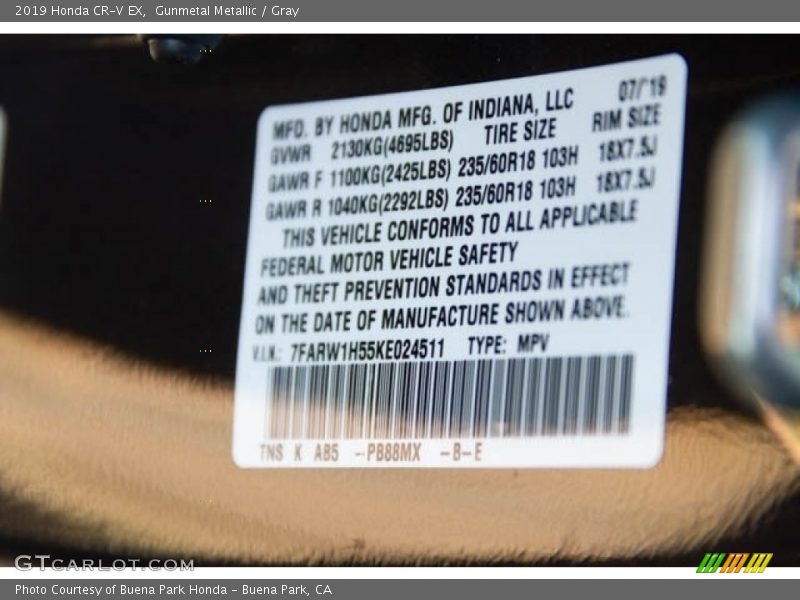 2019 Honda CR-V EX, Gunmetal Metallic / Gray
MFD. BY HONDA MFG. OF INDIANA, LLC 07/'19
GVWR 2130KG(4695LBS) TIRE SIZE RIM SIZE
GAWR F 1100KG(2425LBS) 235/60R18 103H 18X7.5J
GAWR R 1040KG(2292LBS) 235/60R18 103H 18X7.5J
THIS VEHICLE CONFORMS TO ALL APPLICABLE
FEDERAL MOTOR VEHICLE SAFETY
AND THEFT PREVENTION STANDARDS IN EFFECT
ON THE DATE OF MANUFACTURE SHOWN ABOVE.
V.I.N.: 7FARW1H55KE024511 TYPE: MPV
TNS K AB5 -PB88MX -B-E
GTCARLOT.COM
Photo Courtesy of Buena Park Honda - Buena Park, CA